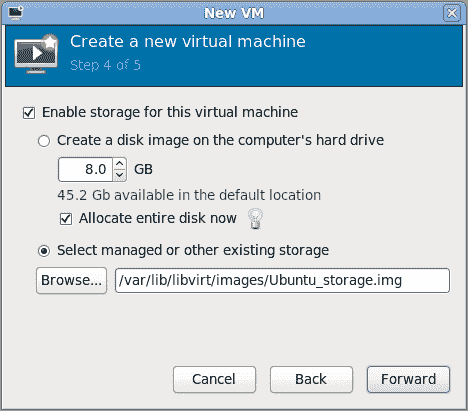 New VM
Create a new virtual machine
Step 4 of 5
Enable storage for this virtual machine
Create a disk image on the computer's hard drive
8.0 GB
45.2 Gb available in the default location
Allocate entire disk now
Select managed or other existing storage
Browse... /var/lib/libvirt/images/Ubuntu_storage.img
Cancel Back Forward